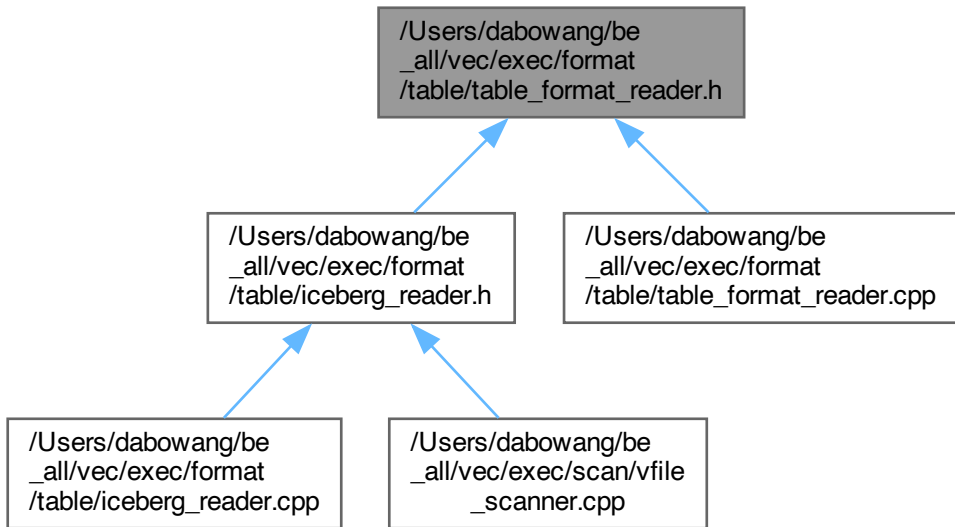 /Users/dabowang/be
_all/vec/exec/format
/table/table_format_reader.h
/Users/dabowang/be
_all/vec/exec/format
/table/iceberg_reader.h
/Users/dabowang/be
_all/vec/exec/format
/table/table_format_reader.cpp
/Users/dabowang/be
_all/vec/exec/format
/table/iceberg_reader.cpp
/Users/dabowang/be
_all/vec/exec/scan/vfile
_scanner.cpp